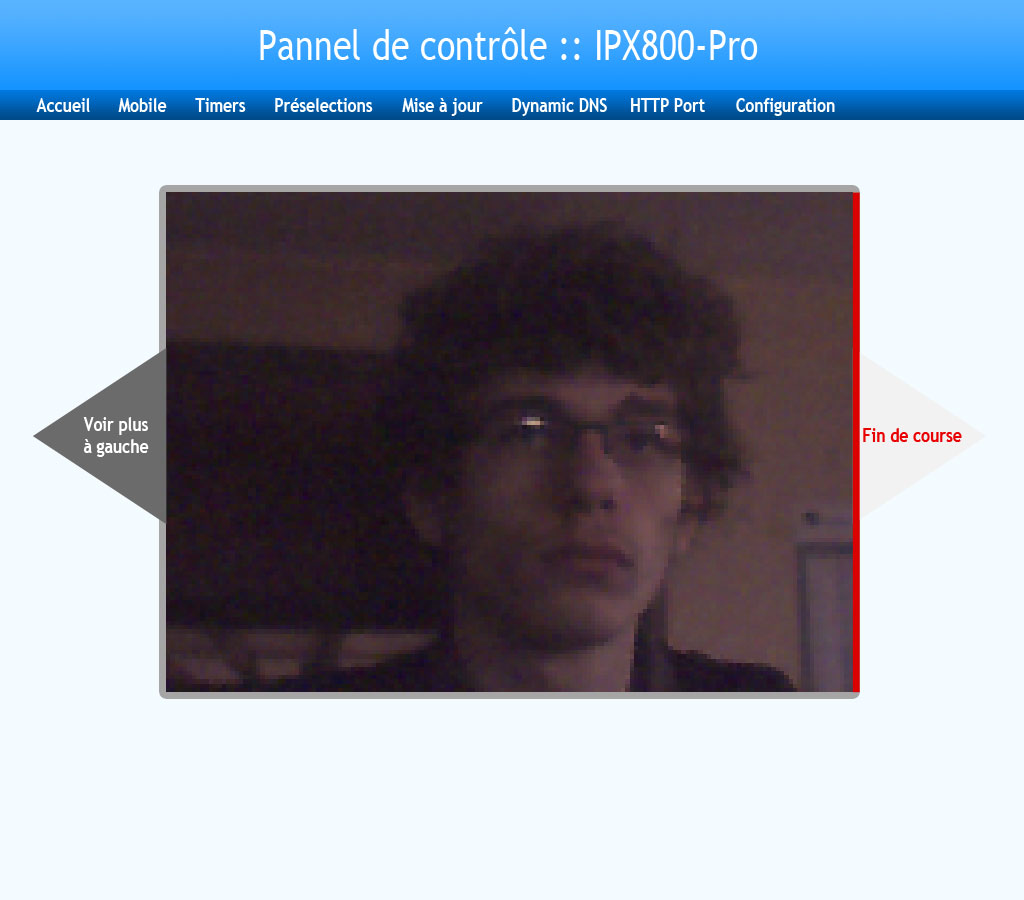 Pannel de contrôle :: IPX800-Pro
Accueil Mobile Timers Préselections Mise à jour Dynamic DNS HTTP Port Configuration
Voir plus
à gauche
Fin de course